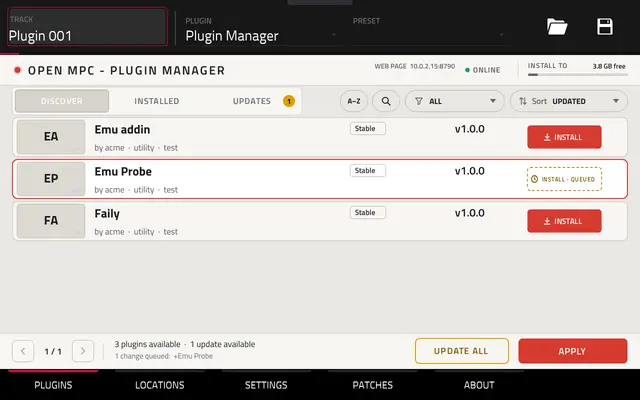 TRACK
Plugin 001
PLUGIN
Plugin Manager
PRESET
OPEN MPC - PLUGIN MANAGER
WEB PAGE 10.0.2.15:8790
ONLINE
INSTALL TO
3.8 GB free
DISCOVER
INSTALLED
UPDATES 1
A-Z
ALL
Sort UPDATED
EA
Emu addin
by acme · utility · test
Stable
v1.0.0
INSTALL
EP
Emu Probe
by acme · utility · test
Stable
v1.0.0
INSTALL · QUEUED
FA
Faily
by acme · utility · test
Stable
v1.0.0
INSTALL
1 / 1
3 plugins available · 1 update available
1 change queued: +Emu Probe
UPDATE ALL
APPLY
PLUGINS
LOCATIONS
SETTINGS
PATCHES
ABOUT